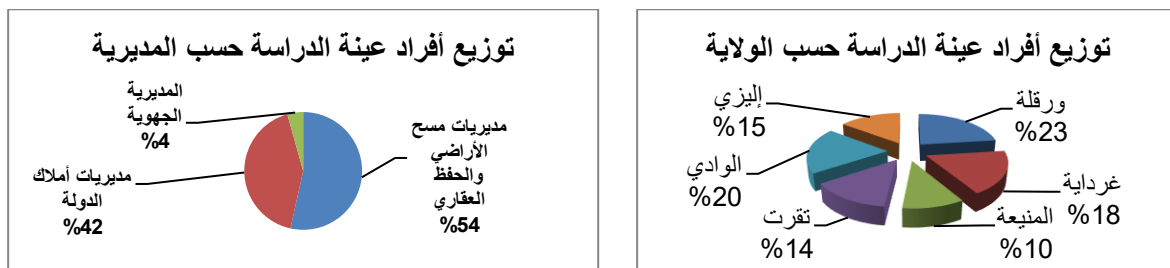 توزيع أفراد عينة الدراسة حسب الولاية
ورقلة
%23
غرداية
%18
المنيعة
%10
تقرت
%14
الوادي
%20
إليزي
%15
توزيع أفراد عينة الدراسة حسب المديرية
مديريات مسح
الأراضي
والحفظ
العقاري
%54
مديريات أملاك
الدولة
%42
المديرية
الجهوية
%4